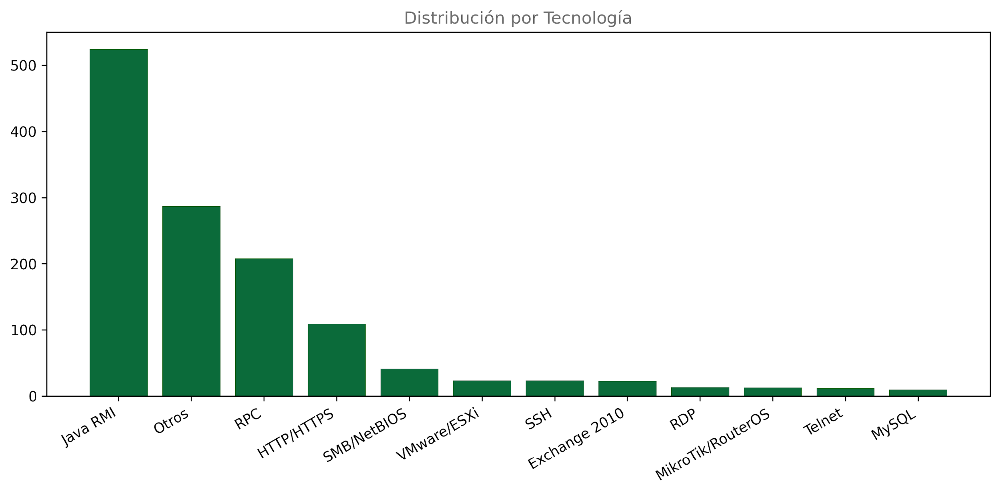 Distribución por Tecnología
500
400
300
200
100
0
Java RMI
Otros
RPC
HTTP/HTTPS
SMB/NetBIOS
VMware/ESXi
SSH
Exchange 2010
RDP
MikroTik/RouterOS
Telnet
MySQL